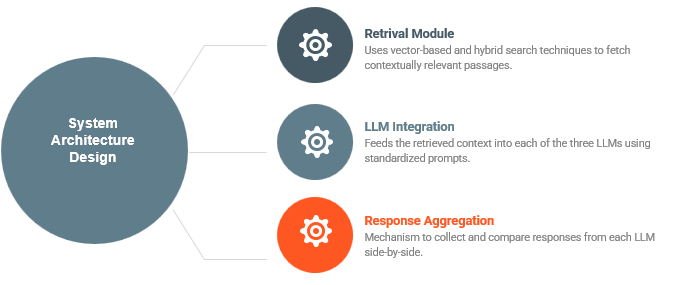 System
Architecture
Design
Retrival Module
Uses vector-based and hybrid search techniques to fetch
contextually relevant passages.
LLM Integration
Feeds the retrieved context into each of the three LLMs using
standardized prompts.
Response Aggregation
Mechanism to collect and compare responses from each LLM
side-by-side.